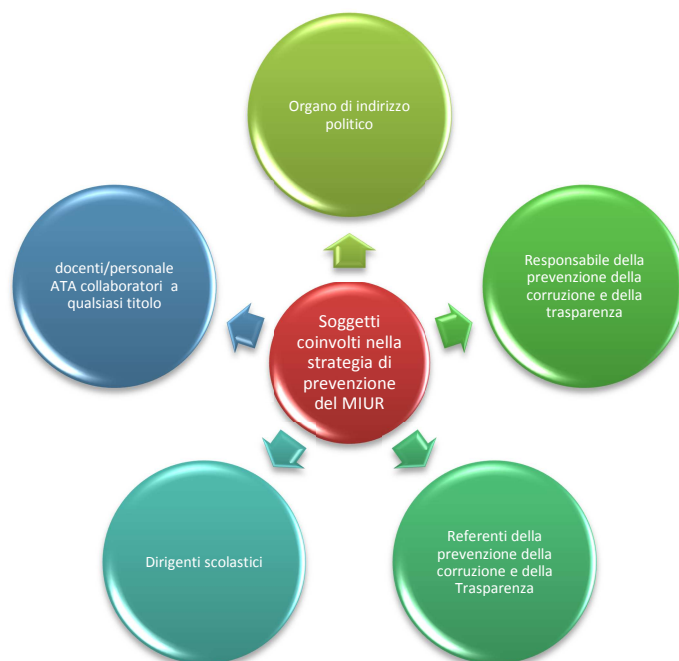 Organo di indirizzo
politico
Responsabile della
prevenzione della
corruzione e della
trasparenza
Referenti della
prevenzione della
corruzione e della
Trasparenza
Dirigenti scolastici
docenti/personale
ATA collaboratori a
qualsiasi titolo
Soggetti
coinvolti nella
strategia di
prevenzione
del MIUR